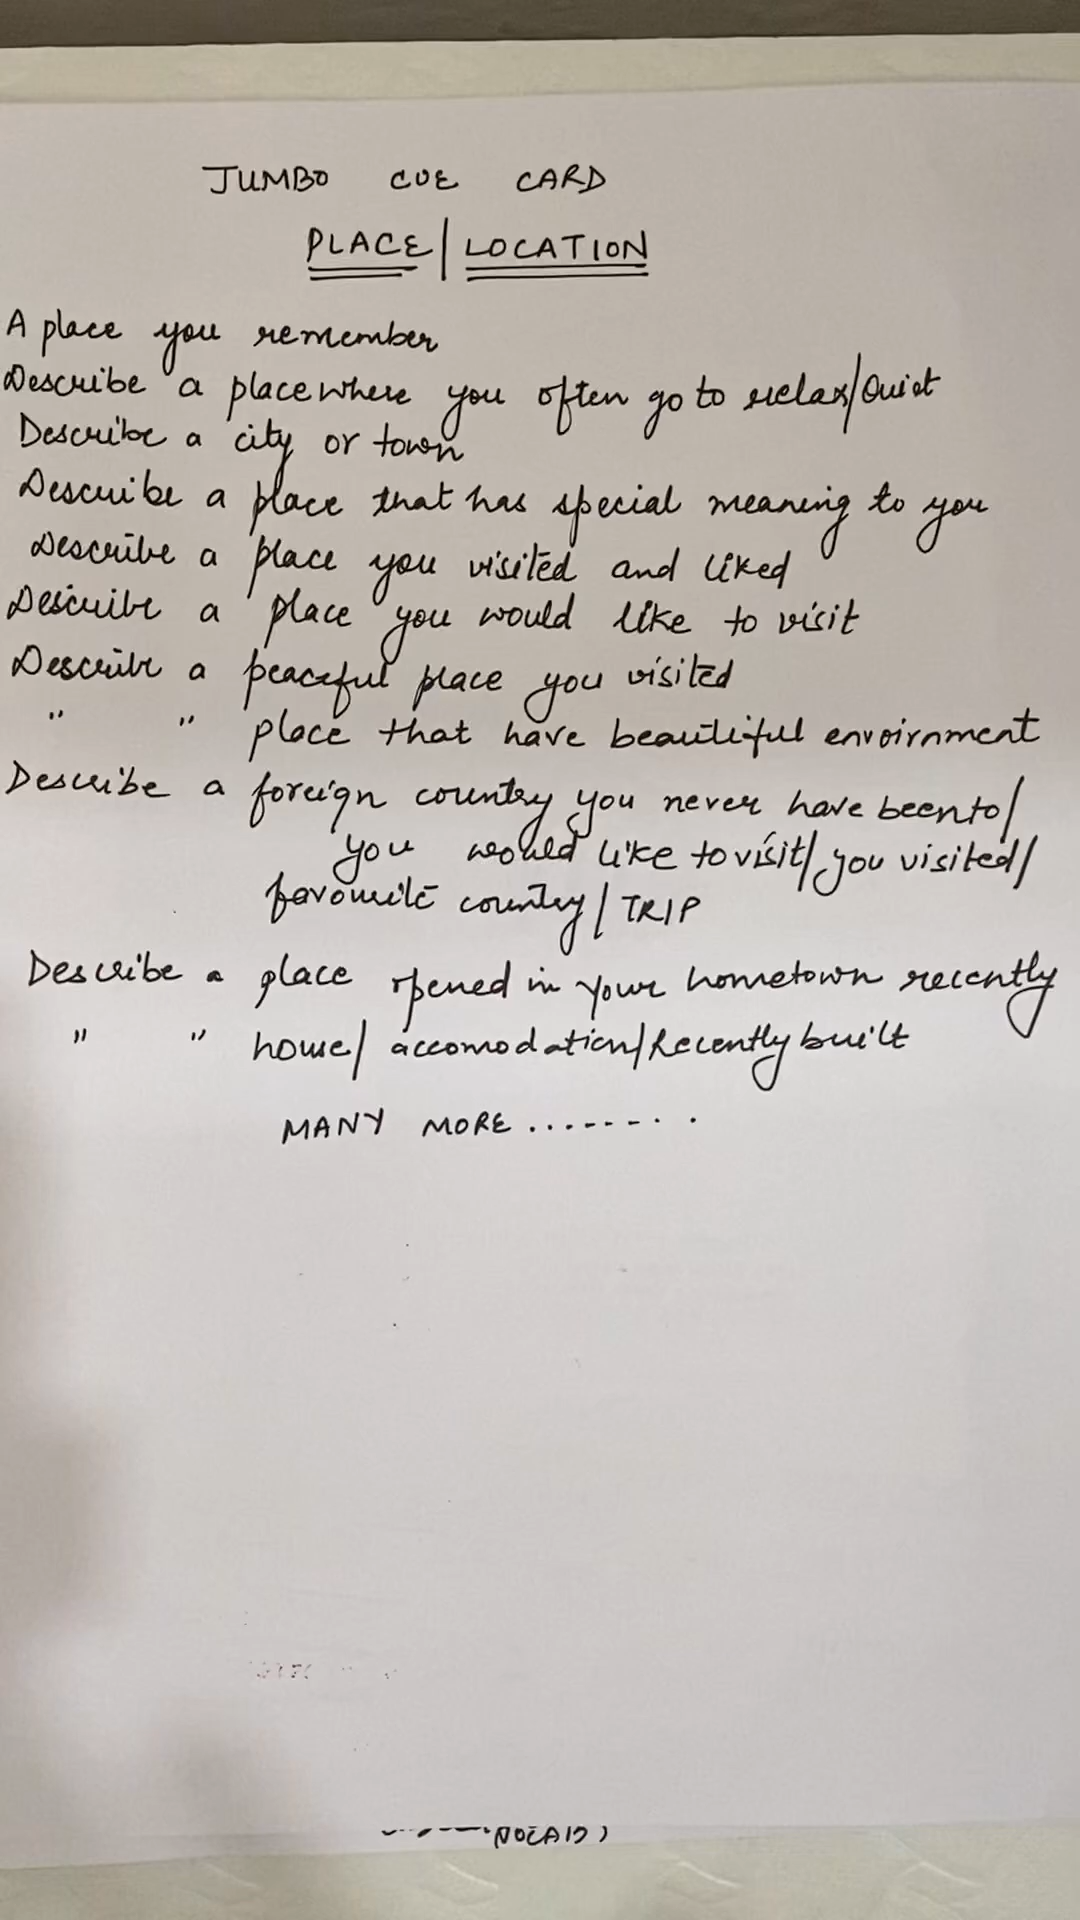 JUMBO CUE CARD
PLACE | LOCATION
A place you remember
Describe a place where you often go to relax/Quiet
Describe a city or town
Describe a place that has special meaning to you
Describe a place you visited and liked
Describe a place you would like to visit
Describe a peaceful place you visited
" " place that have beautiful envoirnment
Describe a foreign country you never have been to/
you would like to visit/ you visited/
favourite country/ TRIP
Describe a place opened in your hometown recently
" " house/ accomodation/Recently built
MANY MORE ........